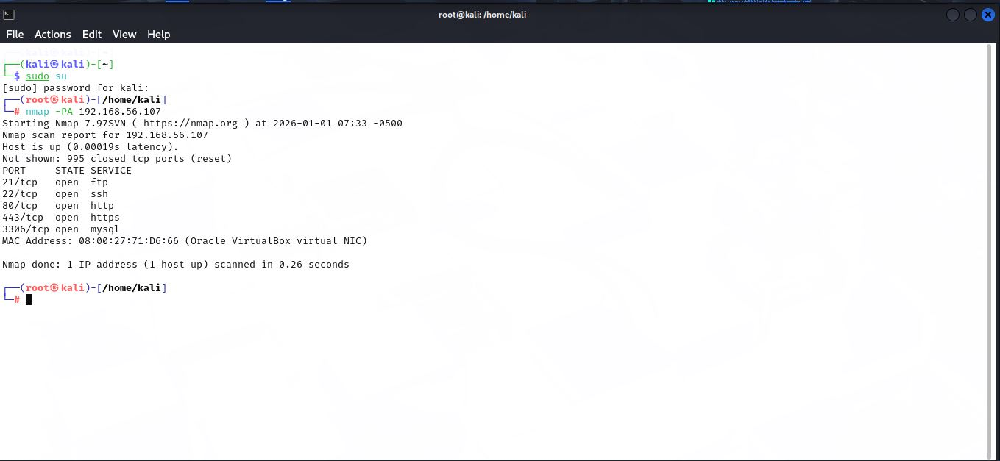 root@kali: /home/kali
File Actions Edit View Help
┌──(kali㉿kali)-[~]
└─$ sudo su
[sudo] password for kali:
┌──(root㉿kali)-[/home/kali]
└─# nmap -PA 192.168.56.107
Starting Nmap 7.97SVN ( https://nmap.org ) at 2026-01-01 07:33 -0500
Nmap scan report for 192.168.56.107
Host is up (0.00019s latency).
Not shown: 995 closed tcp ports (reset)
PORT     STATE SERVICE
21/tcp   open  ftp
22/tcp   open  ssh
80/tcp   open  http
443/tcp  open  https
3306/tcp open  mysql
MAC Address: 08:00:27:71:D6:66 (Oracle VirtualBox virtual NIC)
Nmap done: 1 IP address (1 host up) scanned in 0.26 seconds
┌──(root㉿kali)-[/home/kali]
└─#